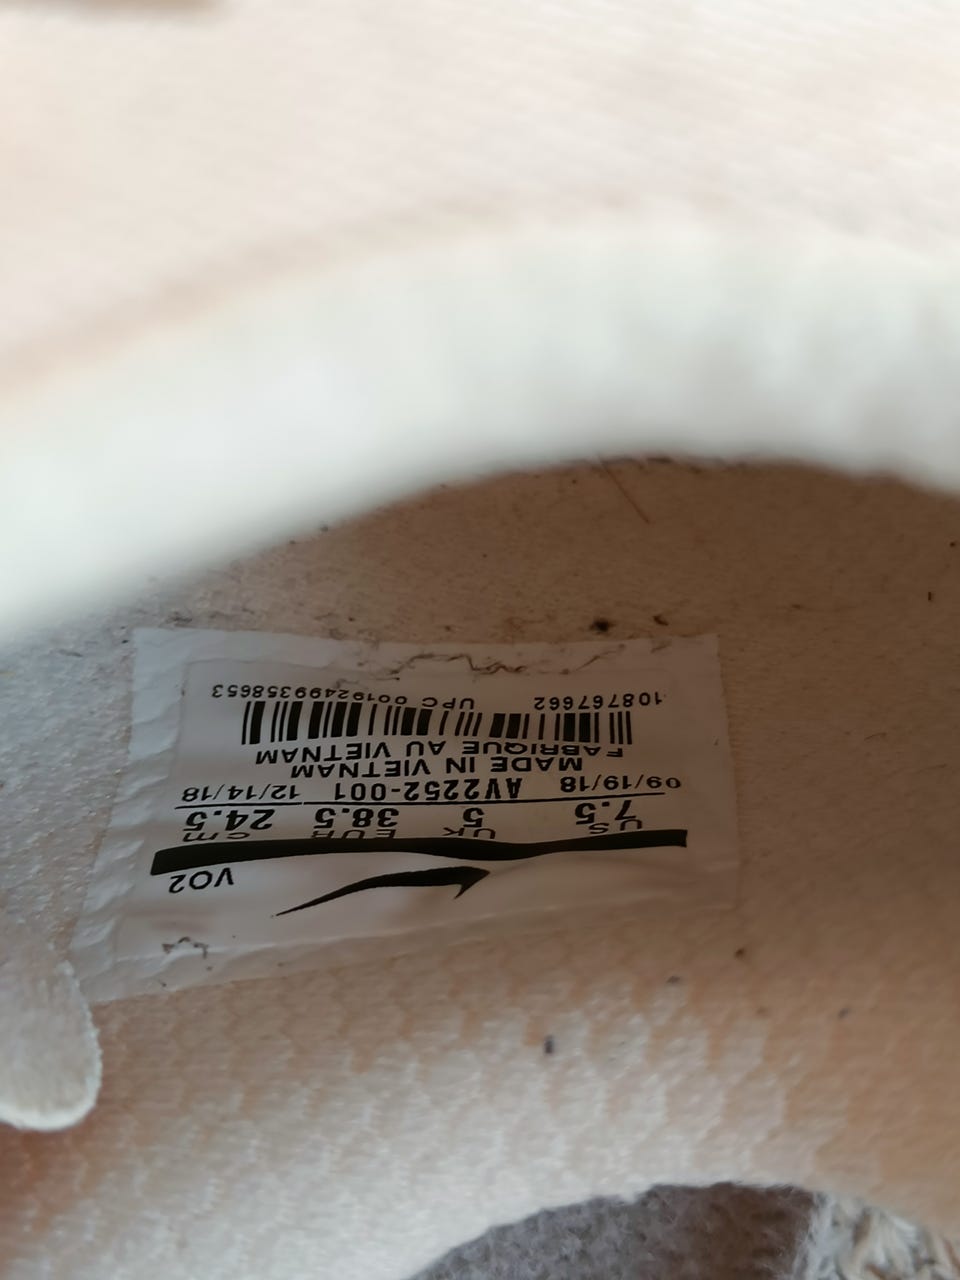 VO2
US UK EUR cm
7.5 5 38.5 24.5
09/19/18 AV2252-001 12/14/18
MADE IN VIETNAM
FABRIQUE AU VIETNAM
108767662 UPC 00192499358653